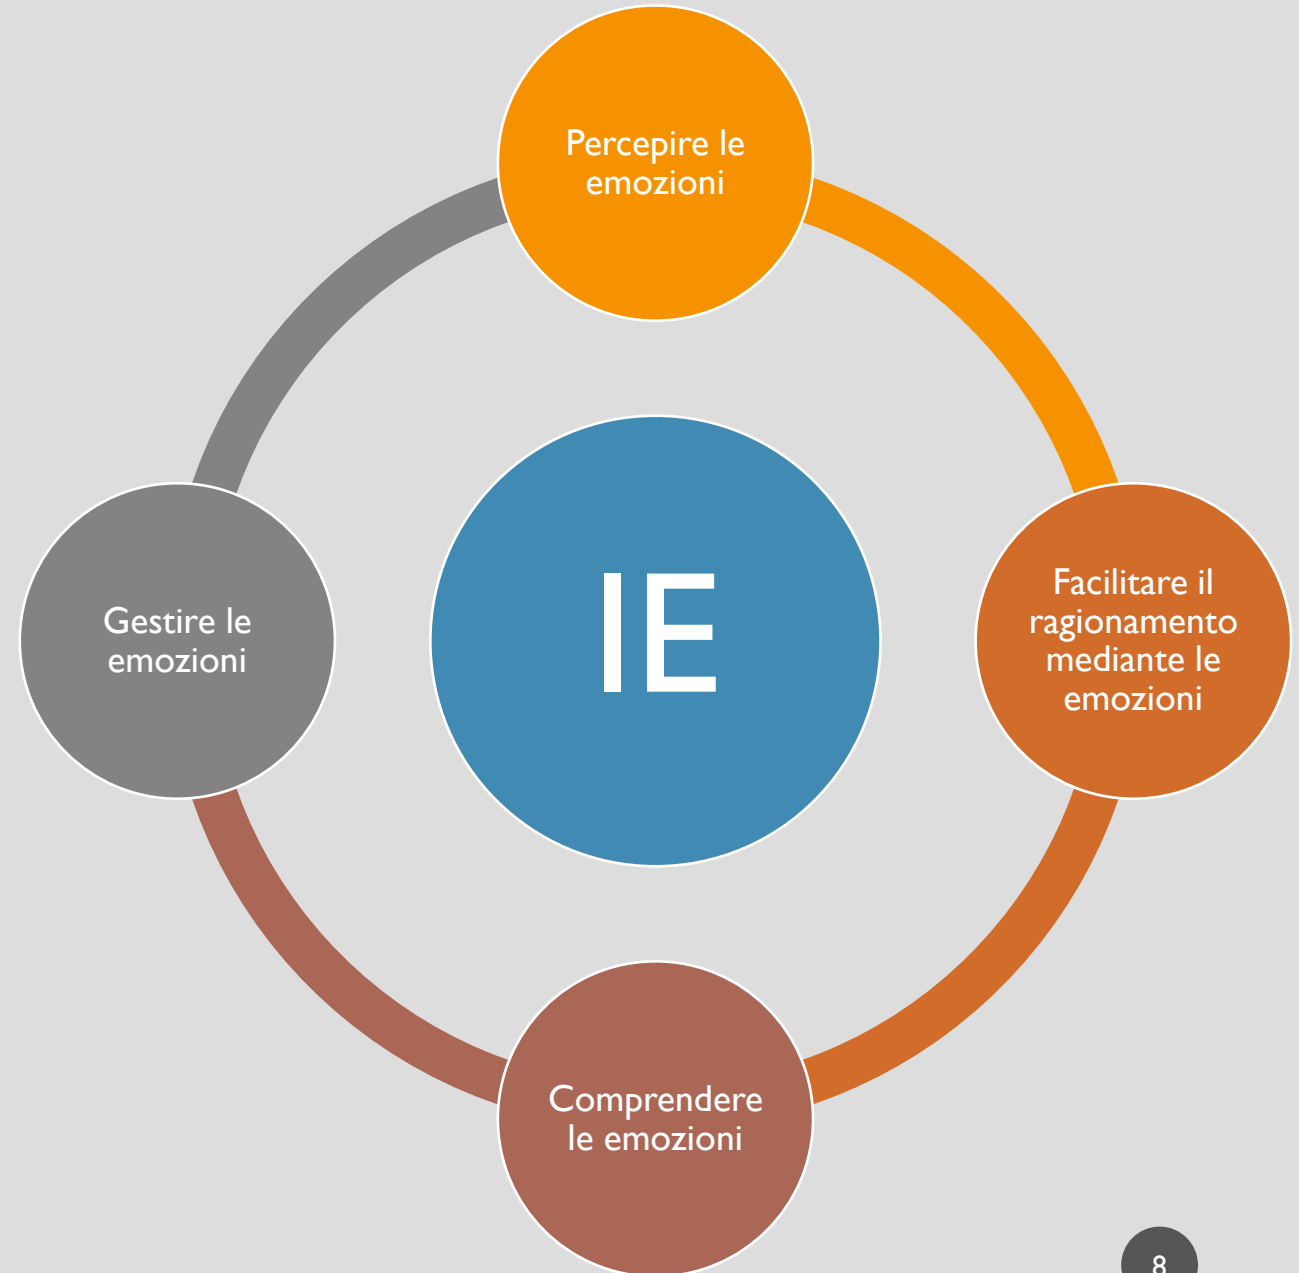 Percepire le
emozioni
Facilitare il
ragionamento
mediante le
emozioni
Comprendere
le emozioni
Gestire le
emozioni
IE
8